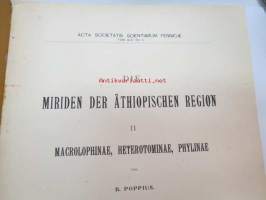 ACTA SOCIETATIS SCIENTIARUM FENNICÆ
DIE
MIRIDEN DER ÄTHIOPISCHEN REGION
II
MACROLOPHINAE, HETEROTOMINAE, PHYLINAE
VON
B. POPPIUS